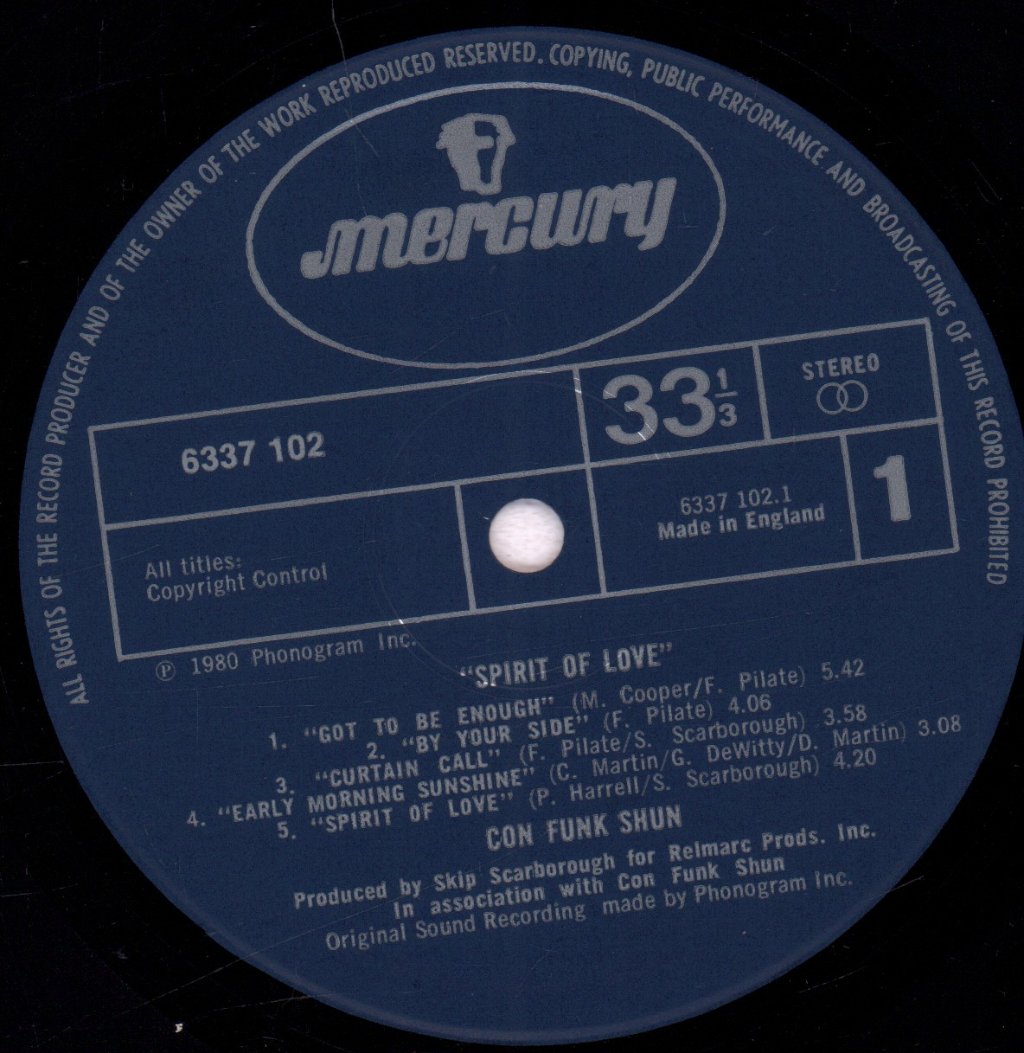 ALL RIGHTS OF THE RECORD PRODUCER AND OF THE OWNER OF THE WORK REPRODUCED RESERVED. COPYING, PUBLIC PERFORMANCE AND BROADCASTING OF THIS RECORD PROHIBITED
mercury
6337 102
33 1/3
STEREO
All titles:
Copyright Control
6337 102.1
Made in England
1
℗ 1980 Phonogram Inc.
"SPIRIT OF LOVE"
1. "GOT TO BE ENOUGH" (M. Cooper/F. Pilate) 5.42
2. "BY YOUR SIDE" (F. Pilate) 4.06
3. "CURTAIN CALL" (F. Pilate/S. Scarborough) 3.58
4. "EARLY MORNING SUNSHINE" (C. Martin/G. DeWitty/D. Martin) 3.08
5. "SPIRIT OF LOVE" (P. Harrell/S. Scarborough) 4.20
CON FUNK SHUN
Produced by Skip Scarborough for Relmarc Prods. Inc.
In association with Con Funk Shun
Original Sound Recording made by Phonogram Inc.